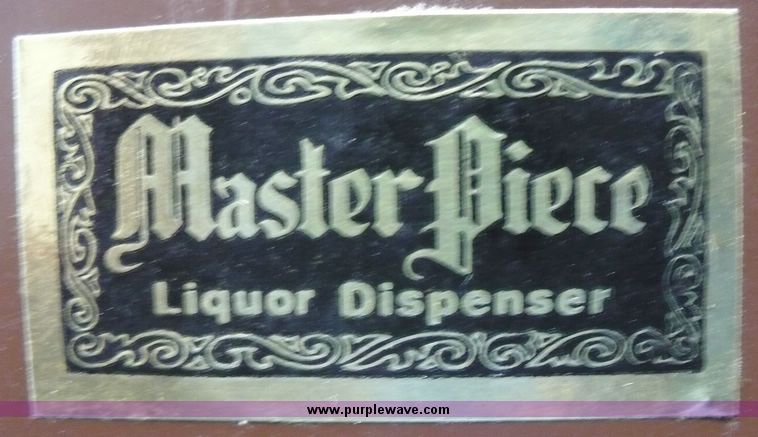 Master Piece
Liquor Dispenser
www.purplewave.com